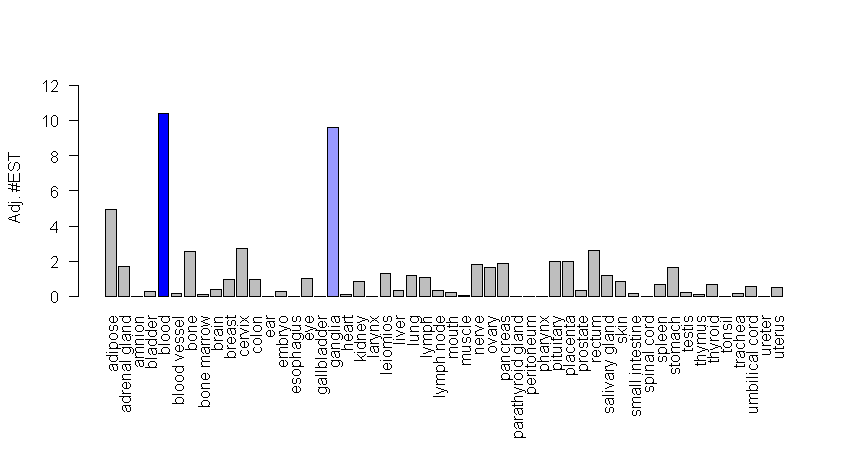 Adj. #EST
12
10
8
6
4
2
0
adipose
adrenal gland
amnion
bladder
blood
blood vessel
bone
bone marrow
brain
breast
cervix
colon
ear
embryo
esophagus
eye
gallbladder
ganglia
heart
kidney
larynx
leiomios
liver
lung
lymph
lymph node
mouth
muscle
nerve
ovary
pancreas
parathyroid gland
peritoneum
pharynx
pituitary
placenta
prostate
rectum
salivary gland
skin
small intestine
spinal cord
spleen
stomach
testis
thymus
thyroid
tonsil
trachea
umbilical cord
ureter
uterus